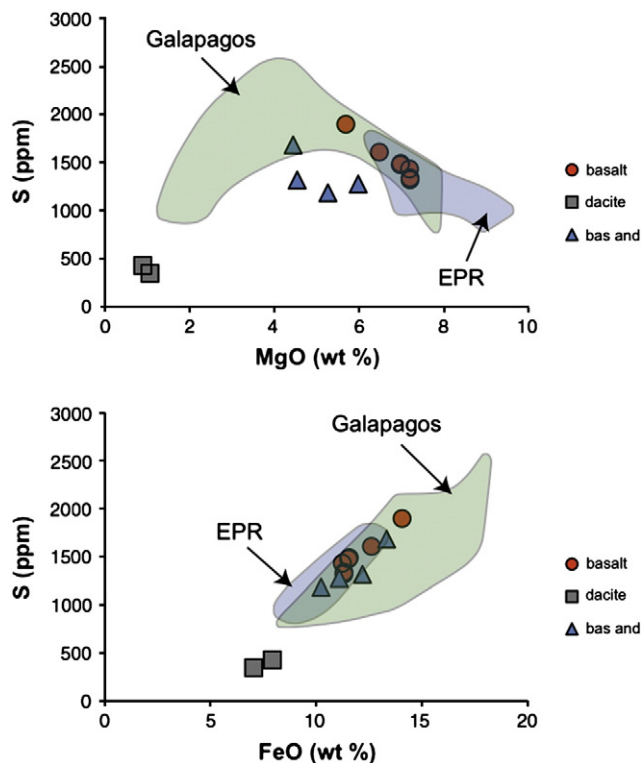 3000
Galapagos
2500
2000
1500
1000
500
0
S (ppm)
EPR
0 2 4 6 8 10
MgO (wt %)
basalt
dacite
bas and
3000
Galapagos
2500
2000
EPR
1500
1000
500
0
S (ppm)
0 5 10 15 20
FeO (wt %)
basalt
dacite
bas and